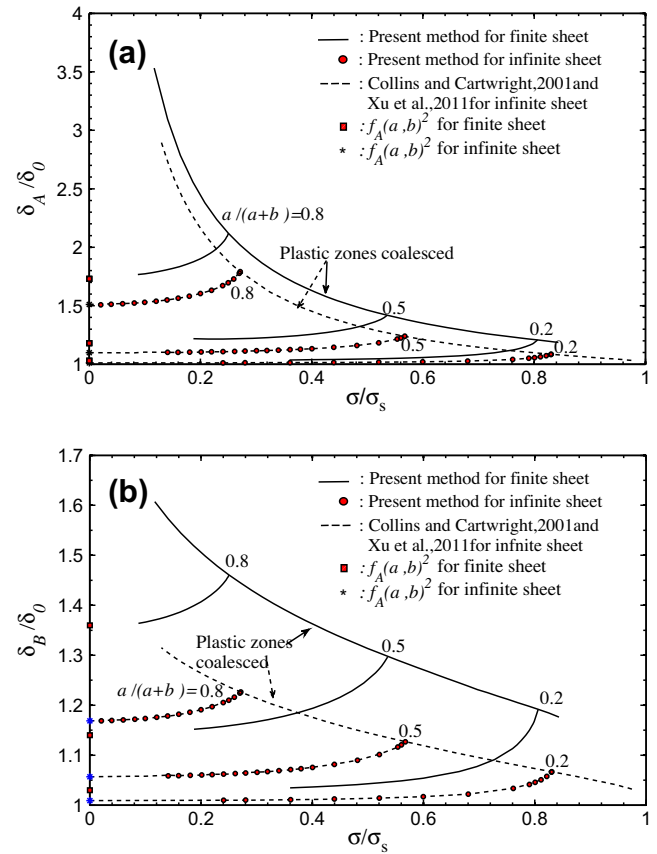 (a)
: Present method for finite sheet
: Present method for infinite sheet
: Collins and Cartwright,2001and
Xu et al.,2011for infinite sheet
: f_A(a ,b)^2 for finite sheet
* : f_A(a ,b)^2 for infinite sheet
δ_A/δ_0
4
3.5
3
2.5
2
1.5
1
a /(a+b )=0.8
Plastic zones coalesced
0.8
0.5
0.5
0.2
0.2
0
0.2
0.4
0.6
0.8
1
σ/σ_s
(b)
: Present method for finite sheet
: Present method for infinite sheet
: Collins and Cartwright,2001and
Xu et al.,2011for infnite sheet
: f_A(a ,b)^2 for finite sheet
* : f_A(a ,b)^2 for infinite sheet
δ_B/δ_0
1.7
1.6
1.5
1.4
1.3
1.2
1.1
1
0.8
Plastic zones
coalesced
0.5
a /(a+b )=0.8
0.2
0.5
0.2
0
0.2
0.4
0.6
0.8
1
σ/σ_s